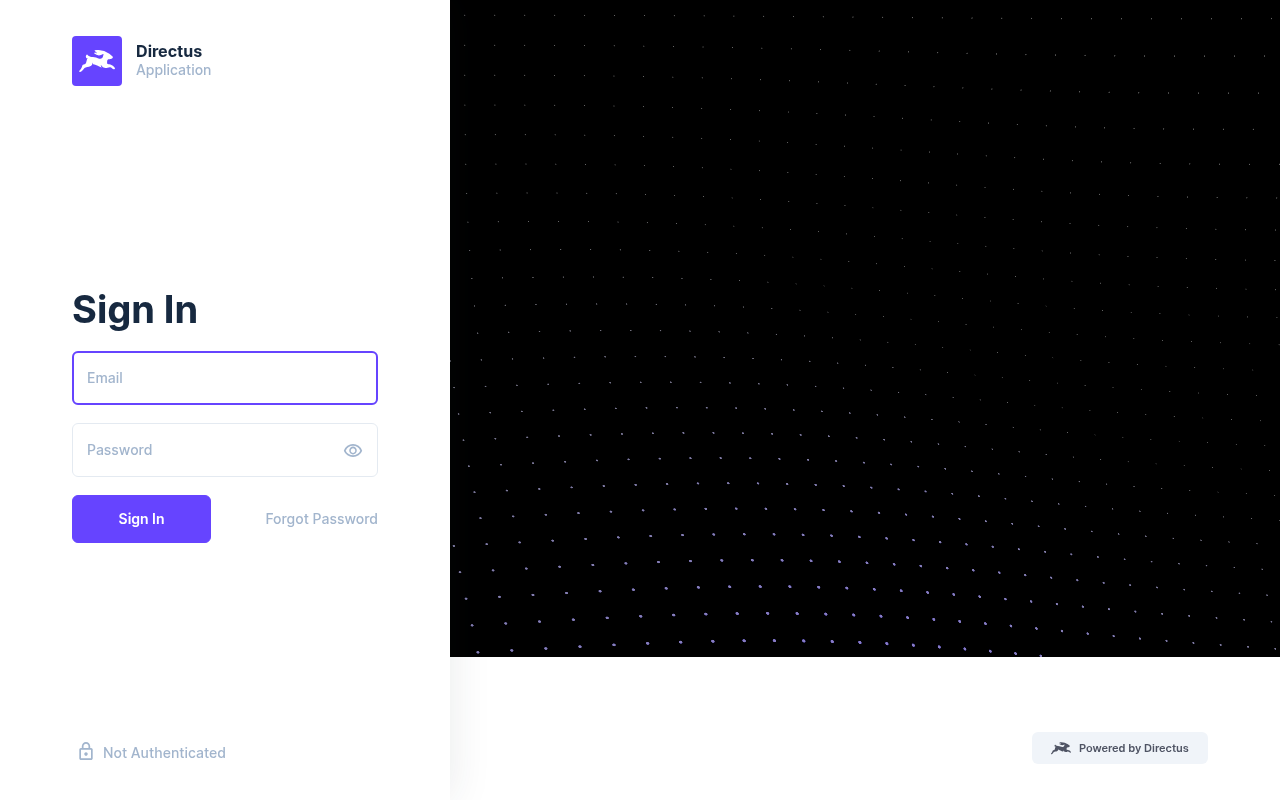 Directus
Application
Sign In
Email
Password
Sign In
Forgot Password
Not Authenticated
Powered by Directus